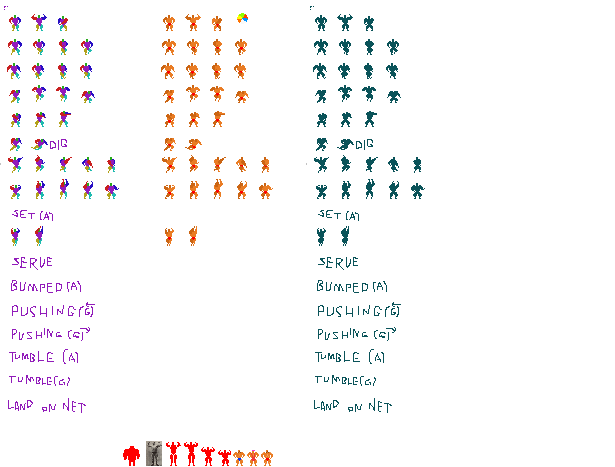 DIG DIG
SET (A) SET (A)
SERVE SERVE
BUMPED (A) BUMPED (A)
PUSHING (G) PUSHING (G)
PUSHING (G) PUSHING (G)
TUMBLE (A) TUMBLE (A)
TUMBLE (G) TUMBLE (G)
LAND ON NET LAND ON NET